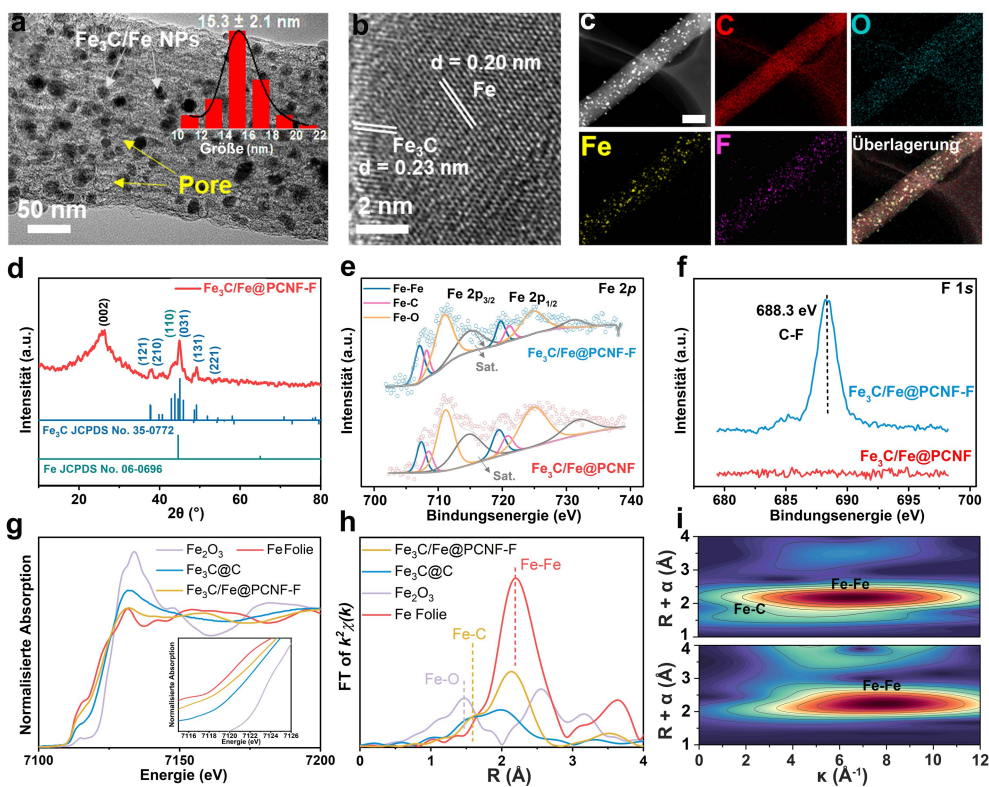 a
15.3 ± 2.1 nm
Fe₃C/Fe NPs
10 12 14 16 18 20 22
Größe (nm)
Pore
50 nm
b
d = 0.20 nm
Fe
Fe₃C
d = 0.23 nm
2 nm
c
C
O
Fe
F
Überlagerung
d
Fe₃C/Fe@PCNF-F
(002)
(121)
(210)
(110)
(031)
(131)
(221)
Fe₃C JCPDS No. 35-0772
Fe JCPDS No. 06-0696
Intensität (a.u.)
20 40 60 80
2θ (°)
e
Fe-Fe
Fe-C
Fe-O
Fe 2p₃/₂
Fe 2p₁/₂
Fe 2p
Sat.
Fe₃C/Fe@PCNF-F
Sat.
Fe₃C/Fe@PCNF
Intensität (a.u.)
700 710 720 730 740
Bindungsenergie (eV)
f
F 1s
688.3 eV
C-F
Fe₃C/Fe@PCNF-F
Fe₃C/Fe@PCNF
Intensität (a.u.)
680 685 690 695 700
Bindungsenergie (eV)
g
Fe₂O₃
Fe Folie
Fe₃C@C
Fe₃C/Fe@PCNF-F
Normalisierte Absorption
7116 7118 7120 7122 7124 7126
Energie (eV)
Normalisierte Absorption
7100 7150 7200
Energie (eV)
h
Fe₃C/Fe@PCNF-F
Fe₃C@C
Fe₂O₃
Fe Folie
Fe-Fe
Fe-C
Fe-O
FT of k²χ(k)
0 1 2 3 4
R (Å)
i
R + α (Å)
4
3
2
1
Fe-Fe
Fe-C
R + α (Å)
4
3
2
1
Fe-Fe
0 2 4 6 8 10 12
κ (Å⁻¹)